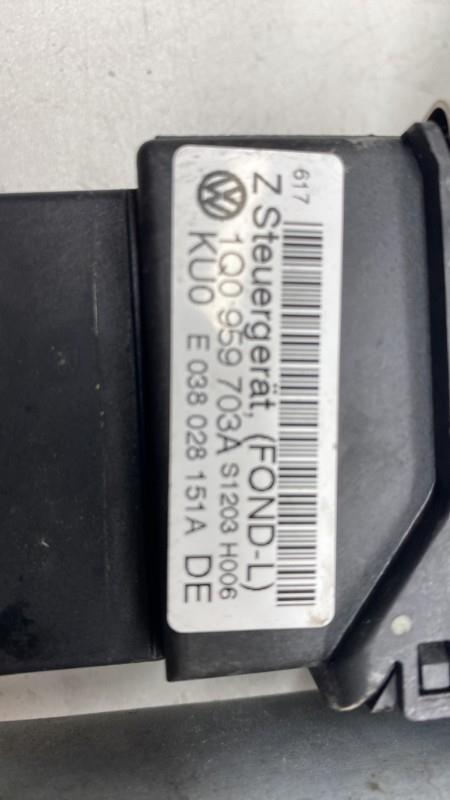 617
Z Steuergerät, (FOND-L)
1Q0 959 703A S1203 H006
KU0 E 038 028 151A DE